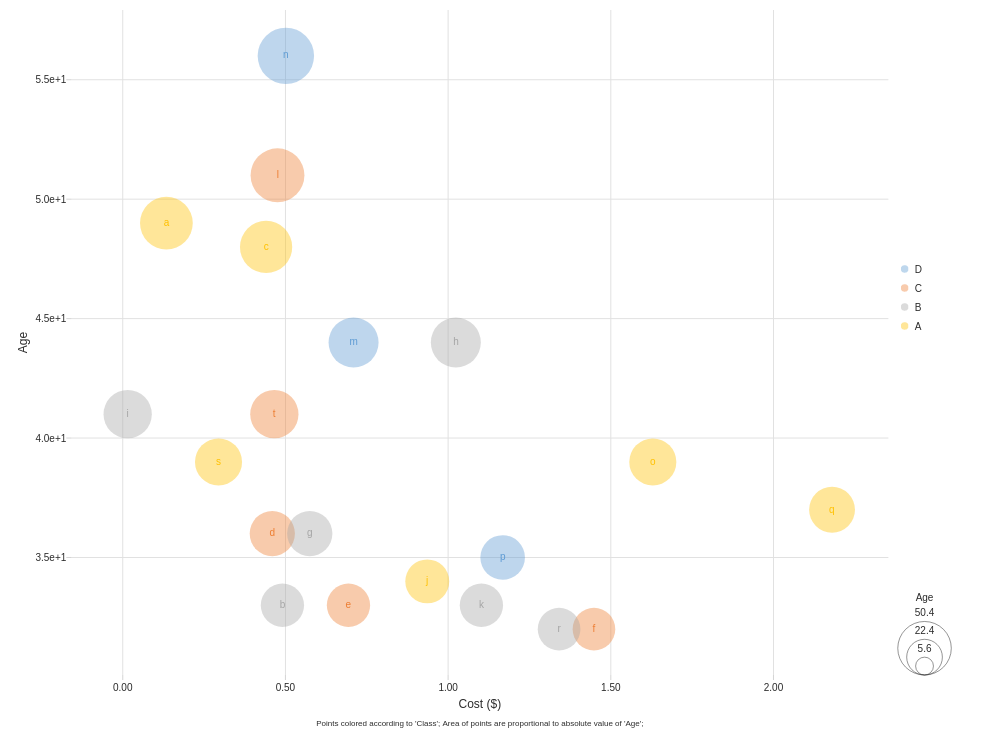 n
5.5e+1
l
5.0e+1
a
c
D
C
B
A
4.5e+1
Age
m
h
i
t
4.0e+1
s
o
q
d
g
3.5e+1
p
j
b
e
k
r
f
Age
50.4
22.4
5.6
0.00
0.50
1.00
1.50
2.00
Cost ($)
Points colored according to 'Class'; Area of points are proportional to absolute value of 'Age';